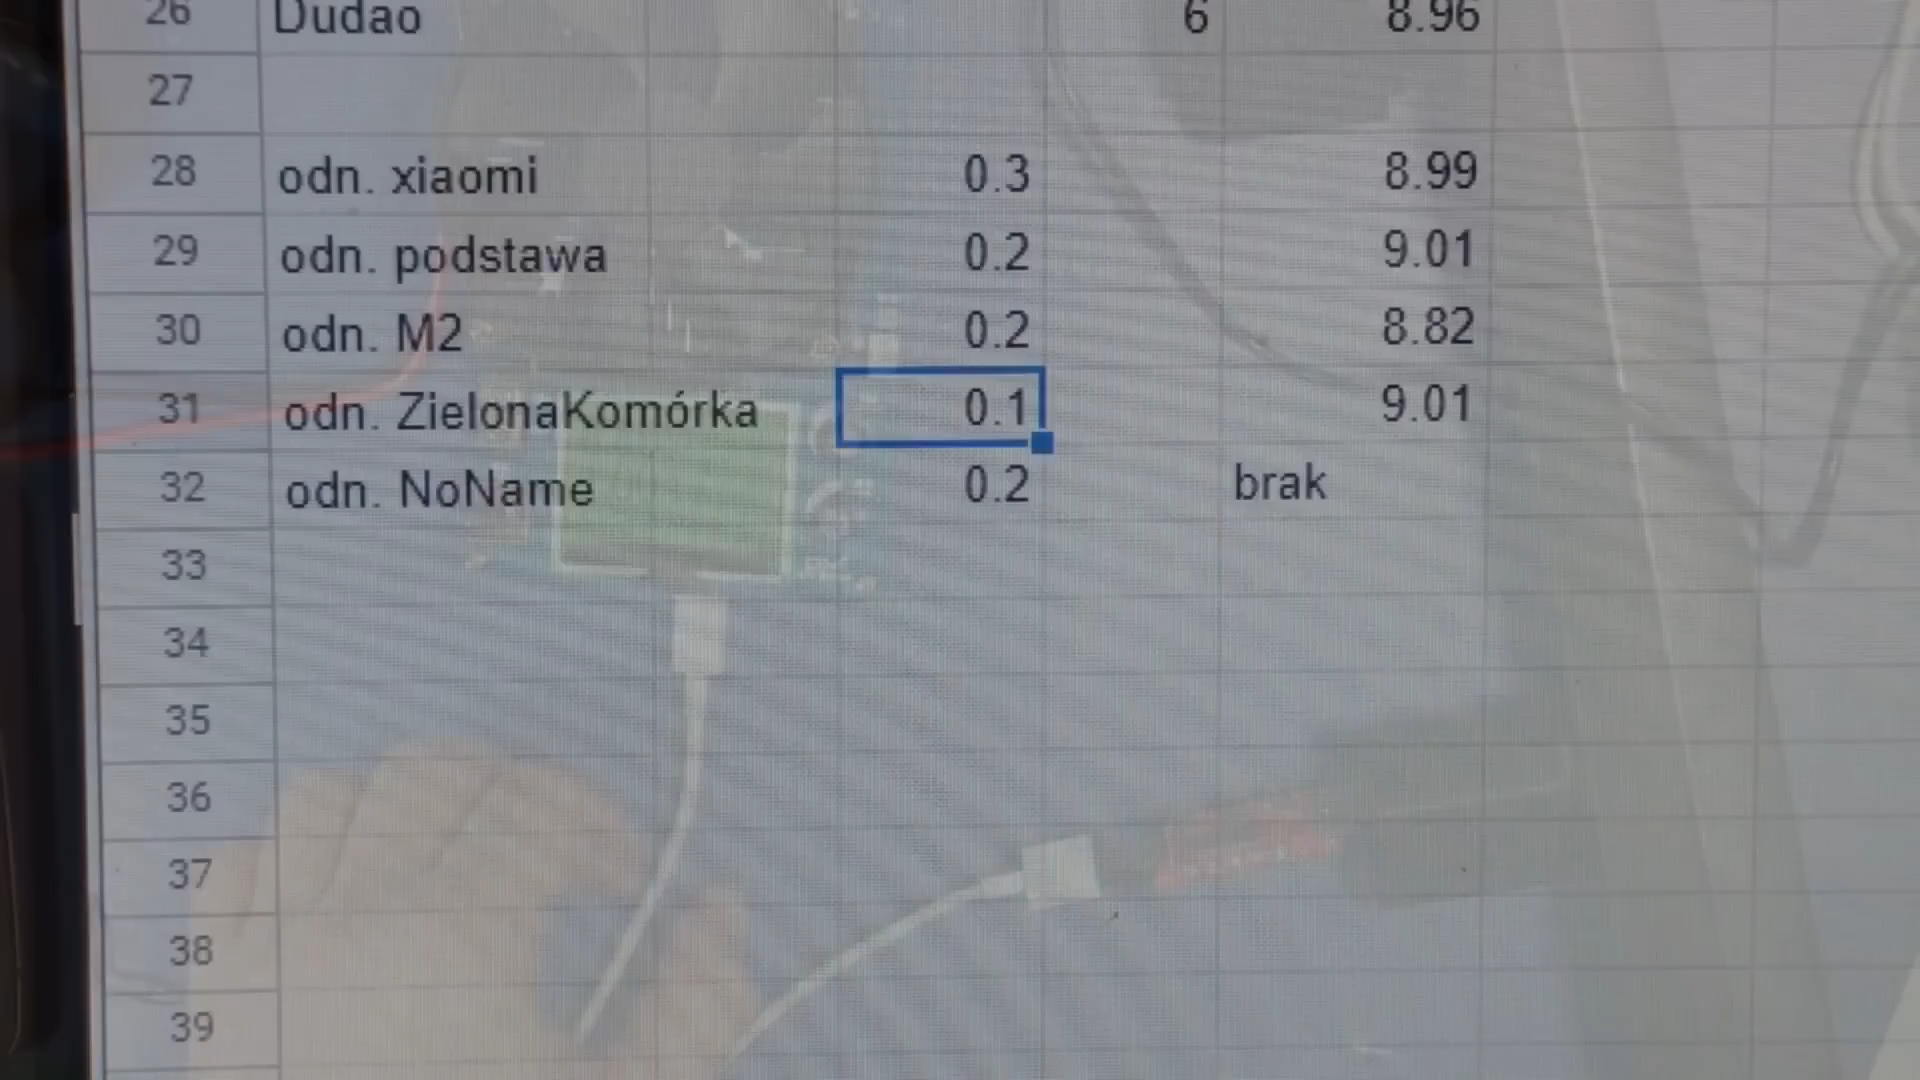 26 Dudao 6 8.96
27
28 odn. xiaomi 0.3 8.99
29 odn. podstawa 0.2 9.01
30 odn. M2 0.2 8.82
31 odn. ZielonaKomórka 0.1 9.01
32 odn. NoName 0.2 brak
33
34
35
36
37
38
39